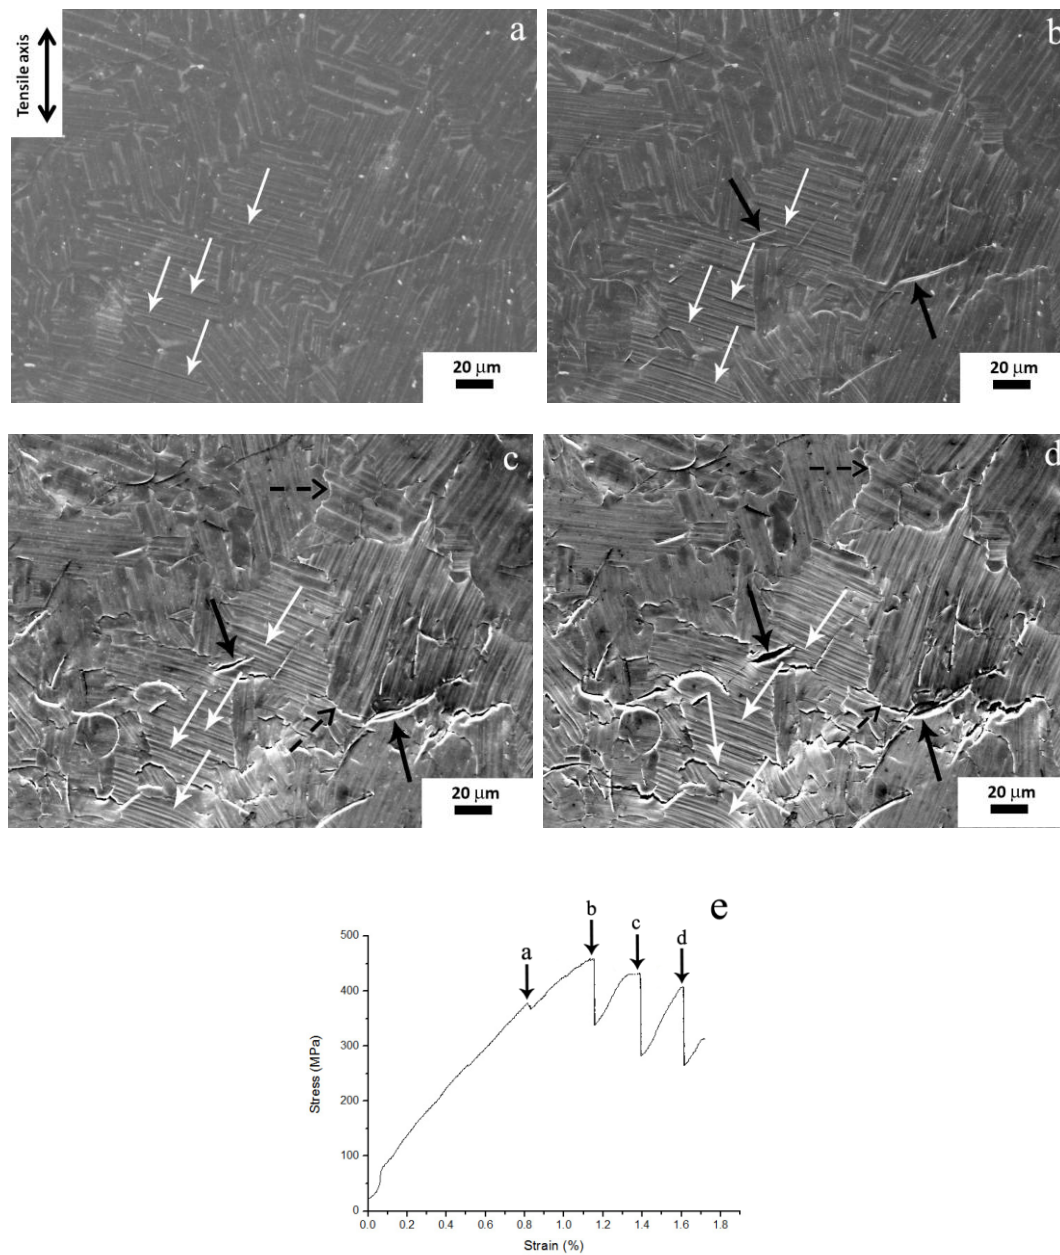 a
Tensile axis
20 μm
b
20 μm
c
20 μm
d
20 μm
e
a
b
c
d
500
400
300
200
100
0
Stress (MPa)
0.0 0.2 0.4 0.6 0.8 1.0 1.2 1.4 1.6 1.8
Strain (%)